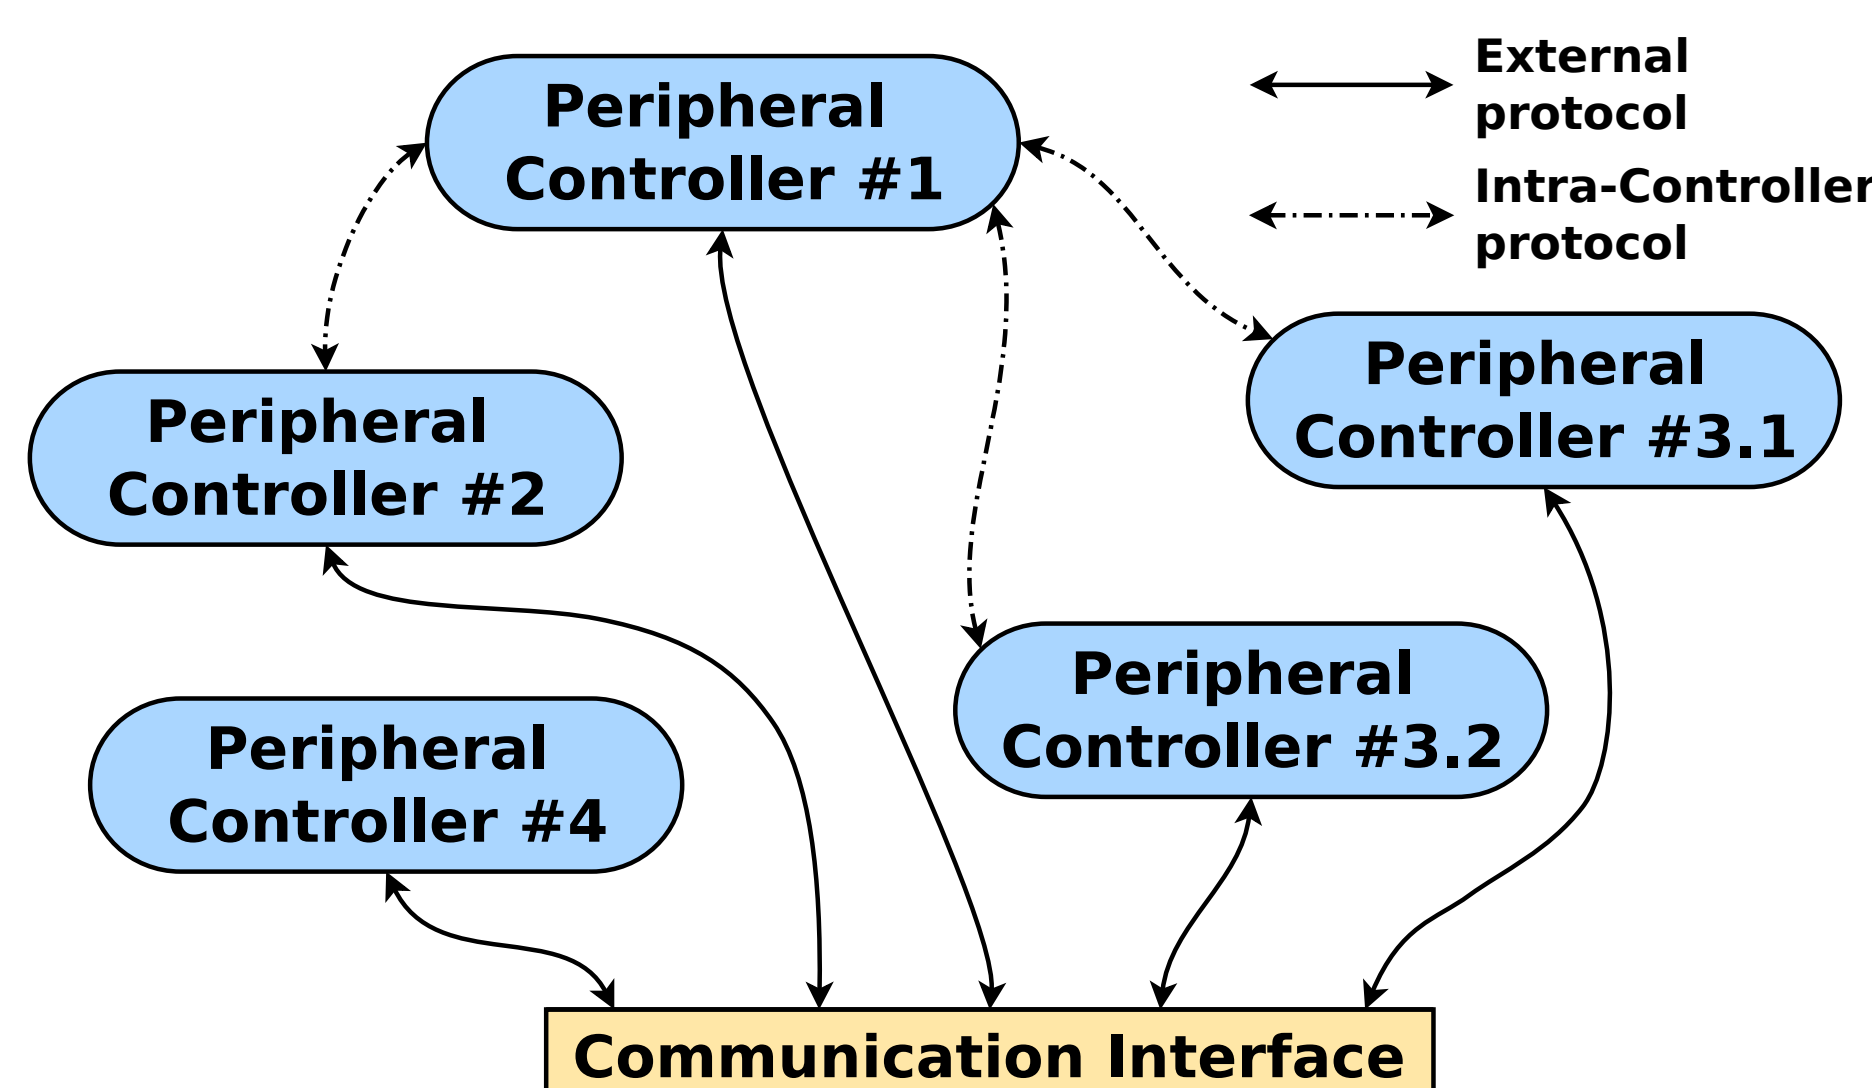 Peripheral
Controller #1
External
protocol
Intra-Controller
protocol
Peripheral
Controller #3.1
Peripheral
Controller #2
Peripheral
Controller #3.2
Peripheral
Controller #4
Communication Interface